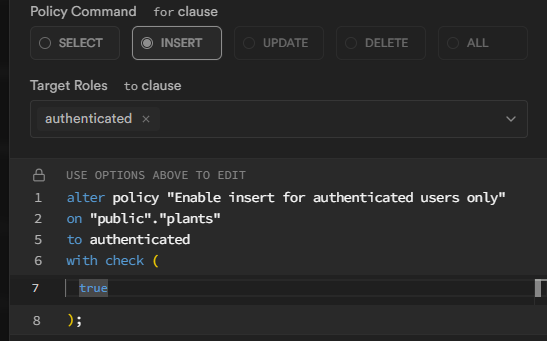 Policy Command for clause
SELECT INSERT UPDATE DELETE ALL
Target Roles to clause
authenticated ×
USE OPTIONS ABOVE TO EDIT
1 alter policy "Enable insert for authenticated users only"
2 on "public"."plants"
5 to authenticated
6 with check (
7 true
8 );